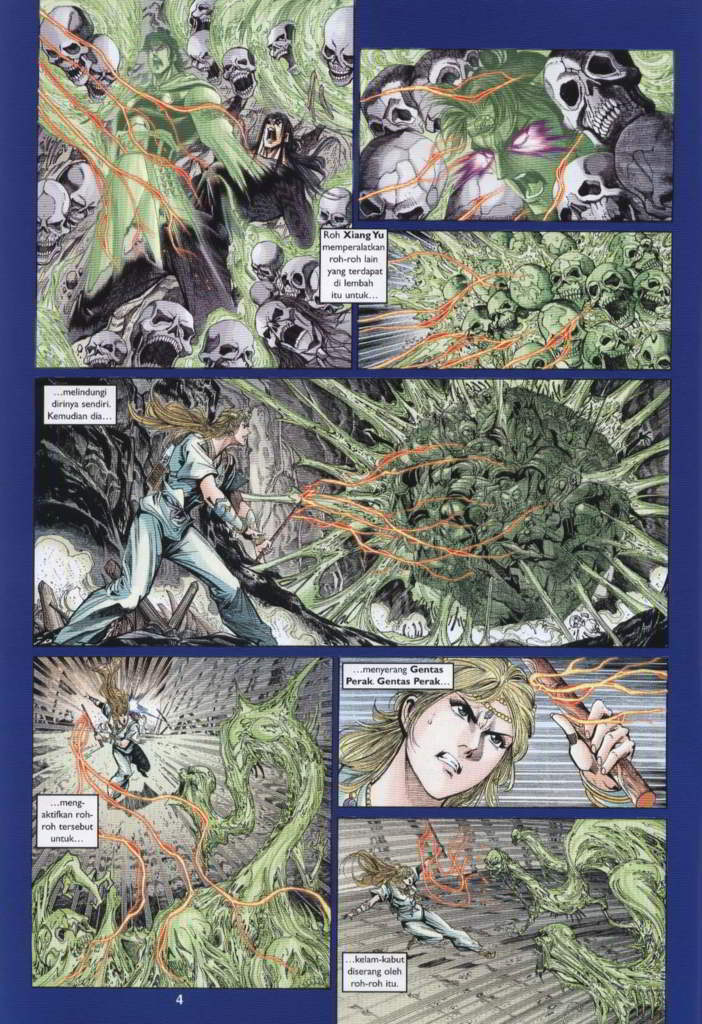 Roh Xiang Yu
memperalatkan
roh-roh lain
yang terdapat
di lembah
itu untuk...
...melindungi
dirinya sendiri.
Kemudian dia...
...meng-
aktifkan roh-
roh tersebut
untuk...
...menyerang Gentas
Perak. Gentas Perak...
...kelam-kabut
diserang oleh
roh-roh itu.
4